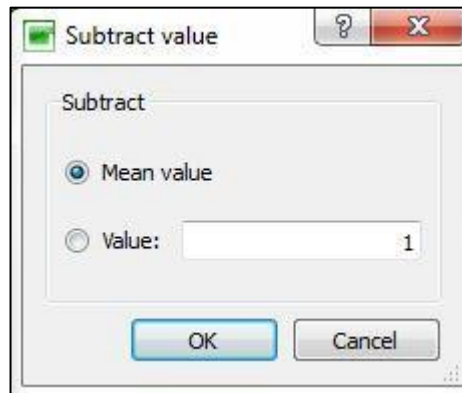 Subtract value
Subtract
Mean value
Value: 1
OK Cancel